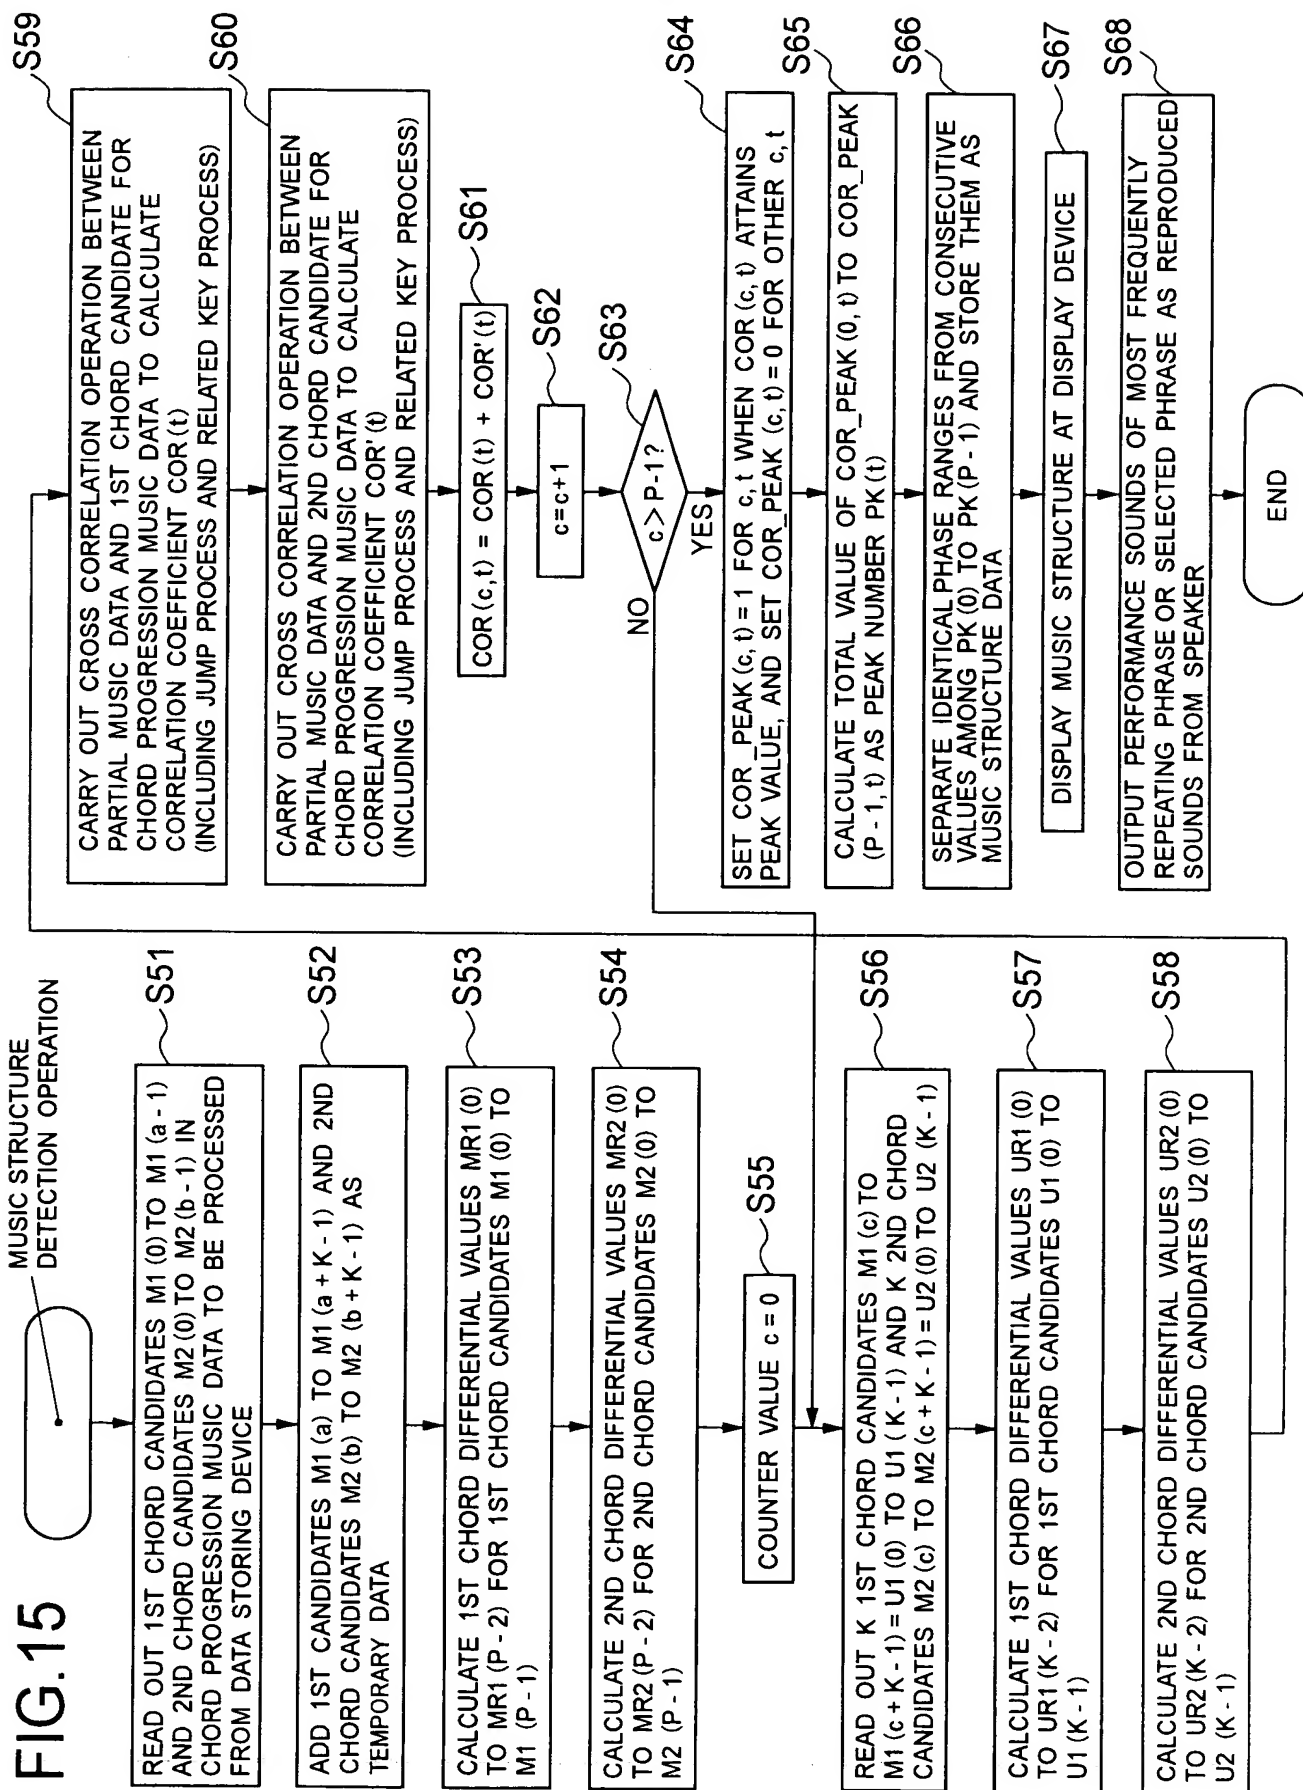 FIG.15
MUSIC STRUCTURE
DETECTION OPERATION
S51
READ OUT 1ST CHORD CANDIDATES M1 (0) TO M1 (a - 1)
AND 2ND CHORD CANDIDATES M2 (0) TO M2 (b - 1) IN
CHORD PROGRESSION MUSIC DATA TO BE PROCESSED
FROM DATA STORING DEVICE
S52
ADD 1ST CANDIDATES M1 (a) TO M1 (a + K - 1) AND 2ND
CHORD CANDIDATES M2 (b) TO M2 (b + K - 1) AS
TEMPORARY DATA
S53
CALCULATE 1ST CHORD DIFFERENTIAL VALUES MR1 (0)
TO MR1 (P - 2) FOR 1ST CHORD CANDIDATES M1 (0) TO
M1 (P - 1)
S54
CALCULATE 2ND CHORD DIFFERENTIAL VALUES MR2 (0)
TO MR2 (P - 2) FOR 2ND CHORD CANDIDATES M2 (0) TO
M2 (P - 1)
S55
COUNTER VALUE c = 0
S56
READ OUT K 1ST CHORD CANDIDATES M1 (c) TO
M1 (c + K - 1) = U1 (0) TO U1 (K - 1) AND K 2ND CHORD
CANDIDATES M2 (c) TO M2 (c + K - 1) = U2 (0) TO U2 (K - 1)
S57
CALCULATE 1ST CHORD DIFFERENTIAL VALUES UR1 (0)
TO UR1 (K - 2) FOR 1ST CHORD CANDIDATES U1 (0) TO
U1 (K - 1)
S58
CALCULATE 2ND CHORD DIFFERENTIAL VALUES UR2 (0)
TO UR2 (K - 2) FOR 2ND CHORD CANDIDATES U2 (0) TO
U2 (K - 1)
S59
CARRY OUT CROSS CORRELATION OPERATION BETWEEN
PARTIAL MUSIC DATA AND 1ST CHORD CANDIDATE FOR
CHORD PROGRESSION MUSIC DATA TO CALCULATE
CORRELATION COEFFICIENT COR (t)
(INCLUDING JUMP PROCESS AND RELATED KEY PROCESS)
S60
CARRY OUT CROSS CORRELATION OPERATION BETWEEN
PARTIAL MUSIC DATA AND 2ND CHORD CANDIDATE FOR
CHORD PROGRESSION MUSIC DATA TO CALCULATE
CORRELATION COEFFICIENT COR' (t)
(INCLUDING JUMP PROCESS AND RELATED KEY PROCESS)
S61
COR (c, t) = COR (t) + COR' (t)
S62
c = c + 1
S63
c > P - 1 ?
NO
YES
S64
SET COR_PEAK (c, t) = 1 FOR c, t WHEN COR (c, t) ATTAINS
PEAK VALUE, AND SET COR_PEAK (c, t) = 0 FOR OTHER c, t
S65
CALCULATE TOTAL VALUE OF COR_PEAK (0, t) TO COR_PEAK
(P - 1, t) AS PEAK NUMBER PK (t)
S66
SEPARATE IDENTICAL PHASE RANGES FROM CONSECUTIVE
VALUES AMONG PK (0) TO PK (P - 1) AND STORE THEM AS
MUSIC STRUCTURE DATA
S67
DISPLAY MUSIC STRUCTURE AT DISPLAY DEVICE
S68
OUTPUT PERFORMANCE SOUNDS OF MOST FREQUENTLY
REPEATING PHRASE OR SELECTED PHRASE AS REPRODUCED
SOUNDS FROM SPEAKER
END